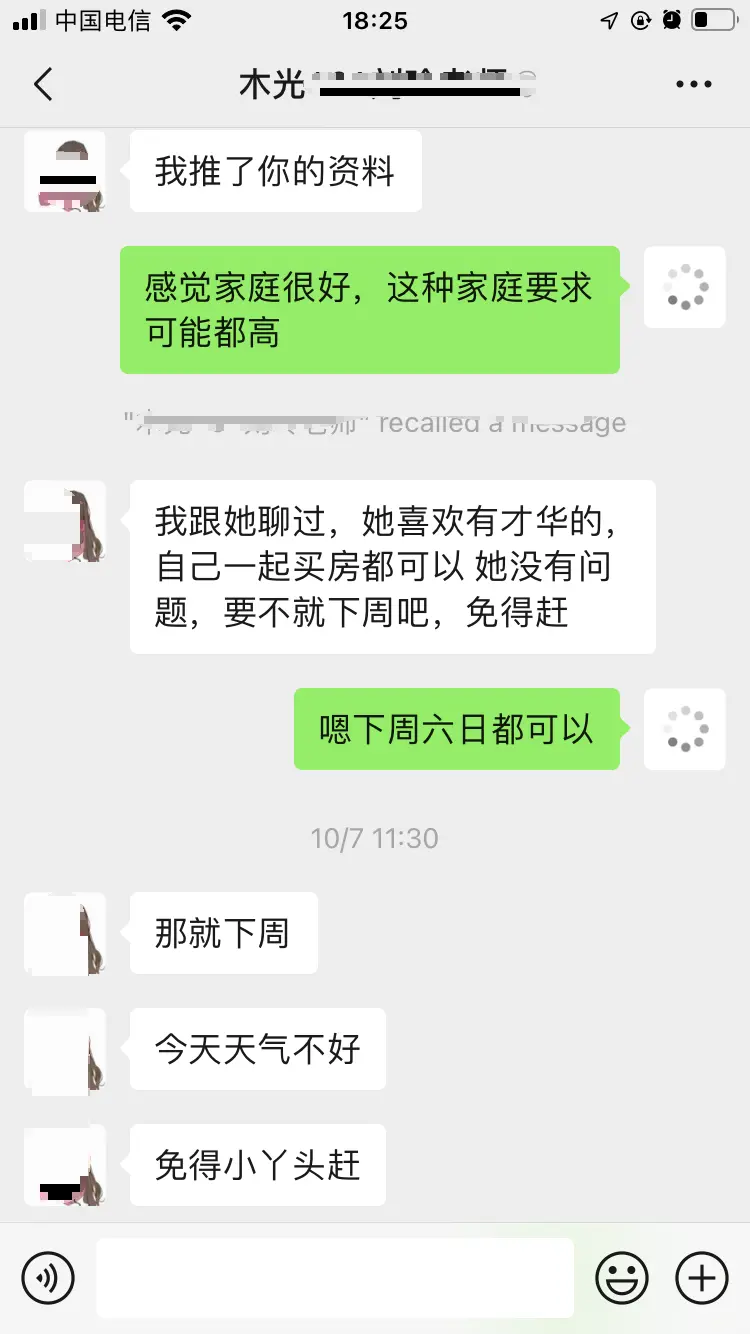 中国电信
18:25
木光
我推了你的资料
感觉家庭很好，这种家庭要求
可能都高
recalled a message
我跟她聊过，她喜欢有才华的，
自己一起买房都可以 她没有问
题，要不就下周吧，免得赶
嗯下周六日都可以
10/7 11:30
那就下周
今天天气不好
免得小丫头赶